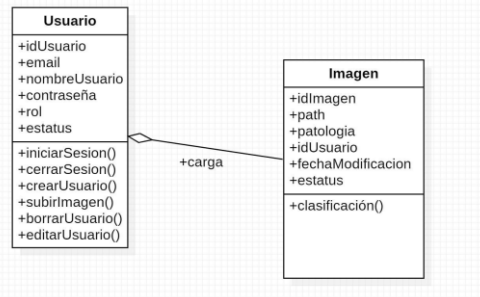 Usuario
+idUsuario
+email
+nombreUsuario
+contraseña
+rol
+estatus
+iniciarSesion()
+cerrarSesion()
+crearUsuario()
+subirImagen()
+borrarUsuario()
+editarUsuario()
+carga
Imagen
+idImagen
+path
+patologia
+idUsuario
+fechaModificacion
+estatus
+clasificación()